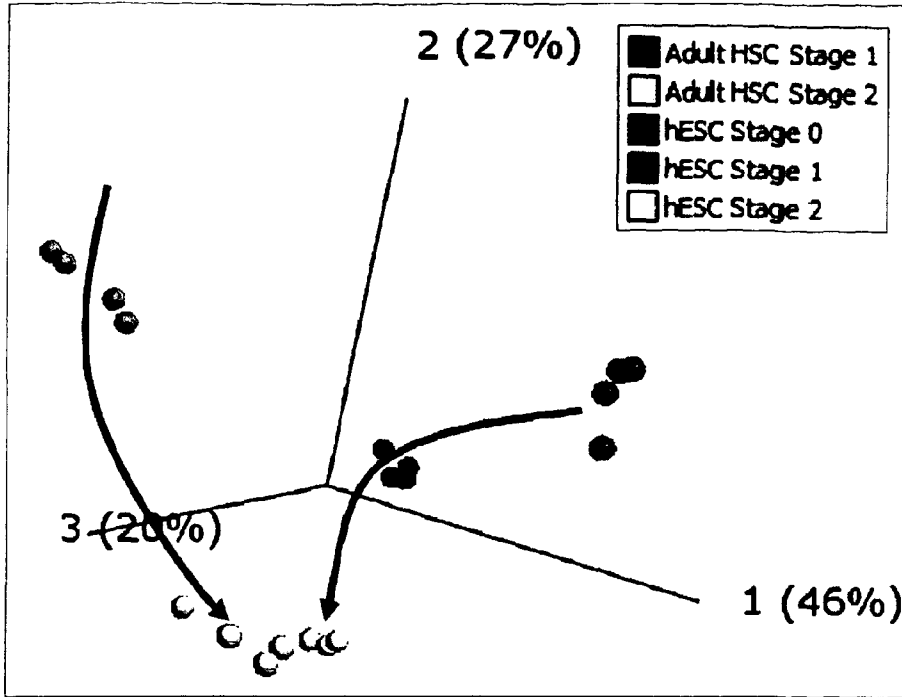 2 (27%)
Adult HSC Stage 1
Adult HSC Stage 2
hESC Stage 0
hESC Stage 1
hESC Stage 2
3 (20%)
1 (46%)